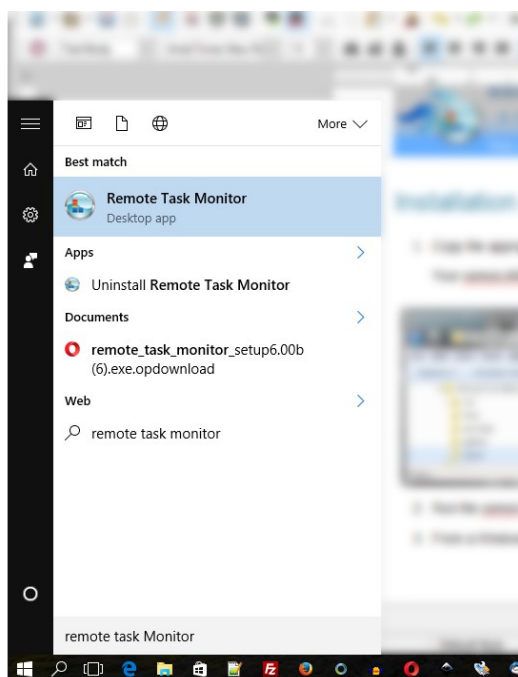 More
Best match
Remote Task Monitor
Desktop app
Apps
Uninstall Remote Task Monitor
Documents
remote_task_monitor_setup6.00b
(6).exe.opdownload
Web
remote task monitor
Installation
remote task Monitor